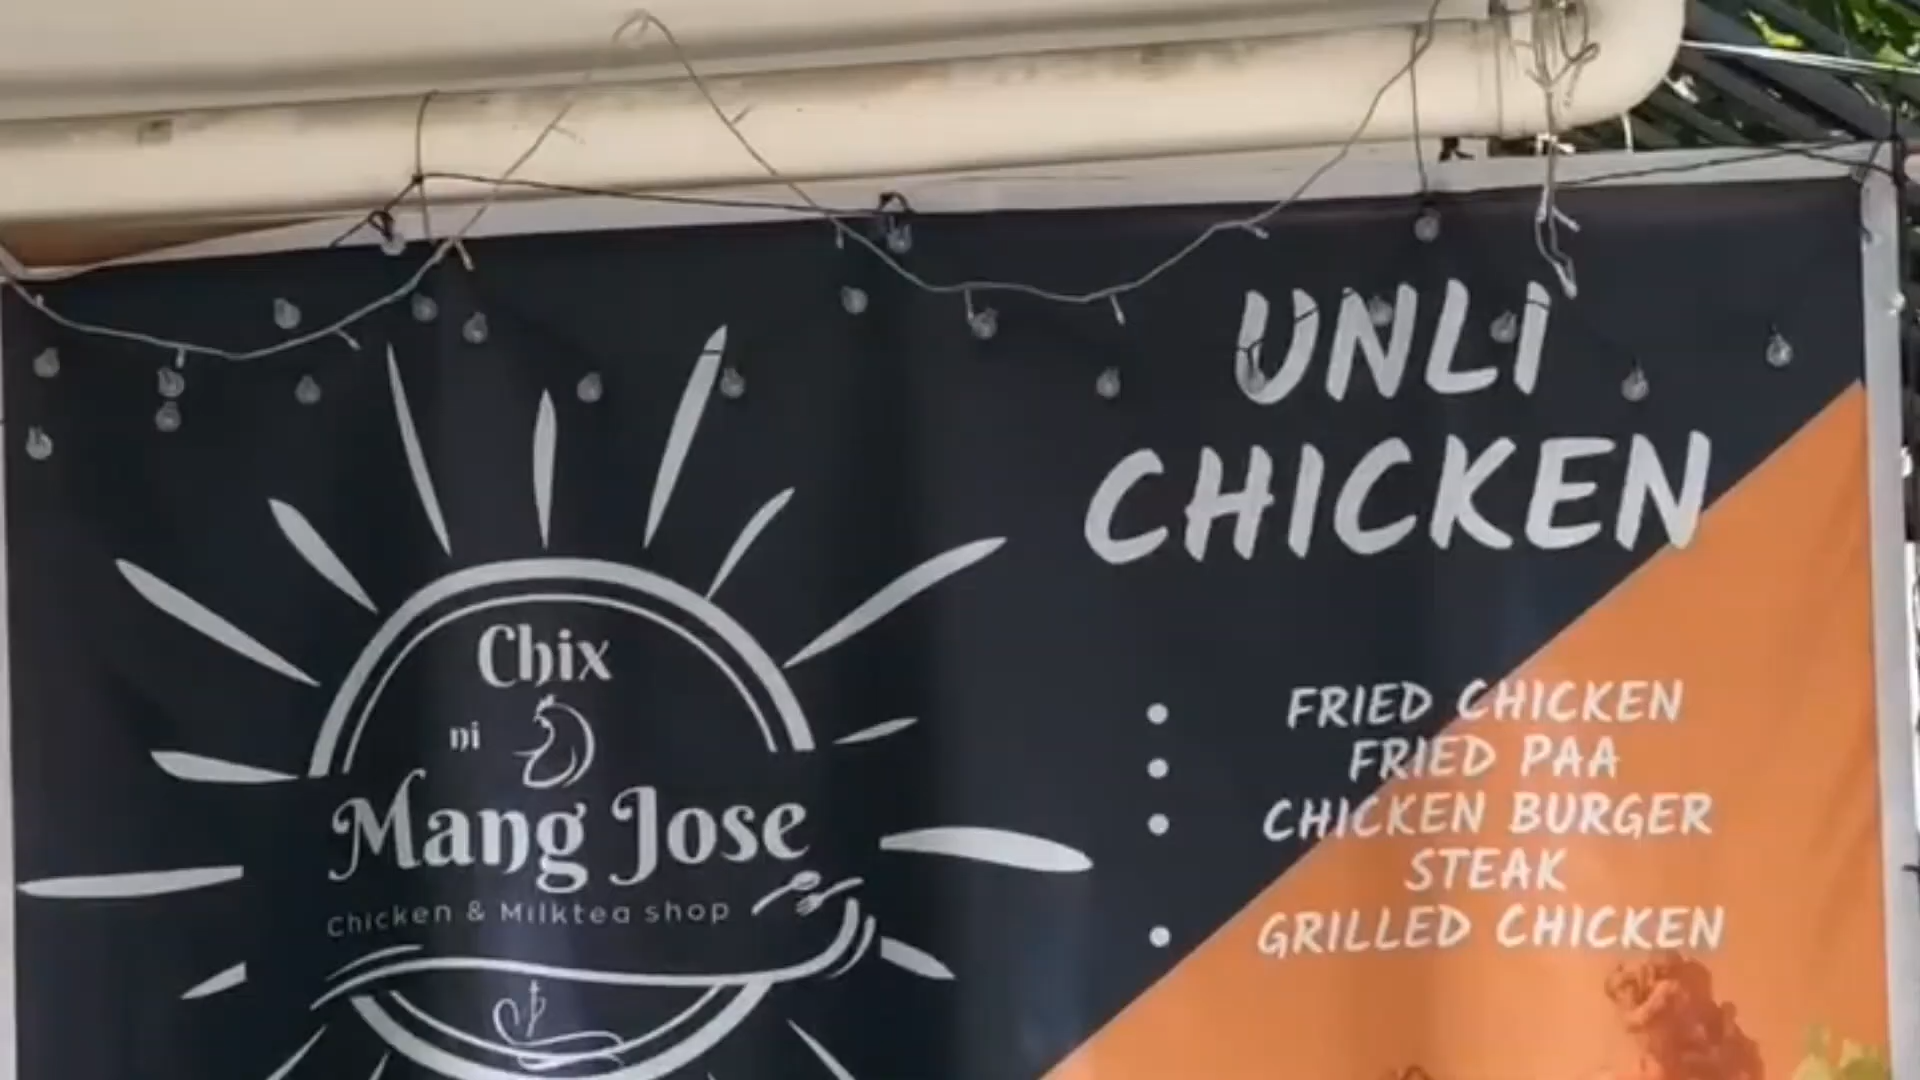 UNLI
CHICKEN
Chix
ni
Mang Jose
Chicken & Milktea shop
• FRIED CHICKEN
• FRIED PAA
• CHICKEN BURGER
STEAK
• GRILLED CHICKEN